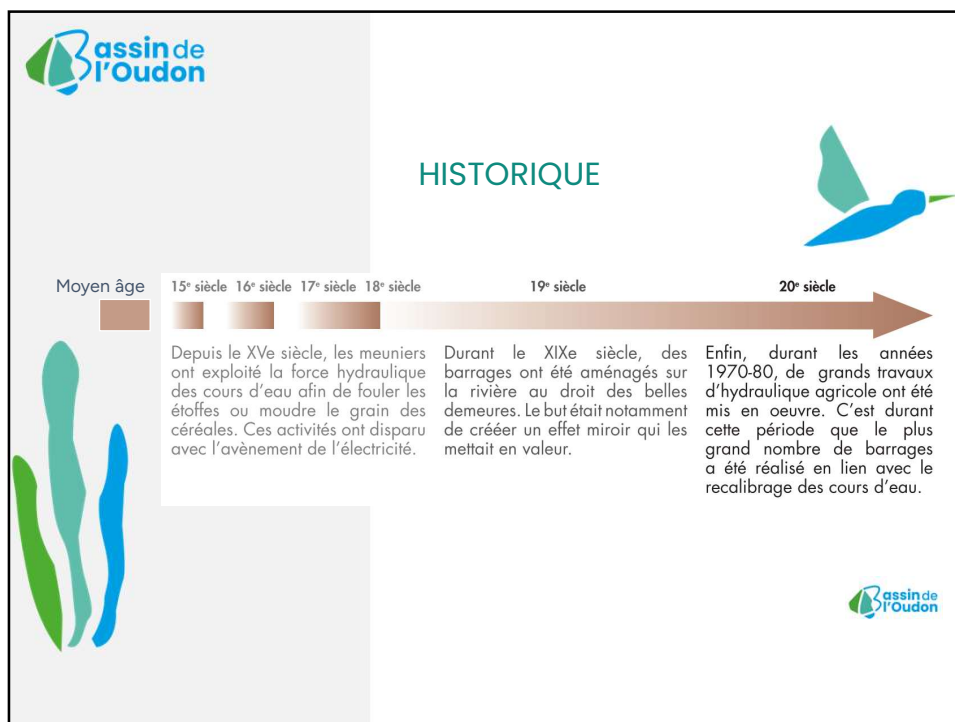 Bassin de
l'Oudon
HISTORIQUE
Moyen âge
15e siècle
16e siècle
17e siècle
18e siècle
19e siècle
20e siècle
Depuis le XVe siècle, les meuniers
ont exploité la force hydraulique
des cours d'eau afin de fouler les
étoffes ou moudre le grain des
céréales. Ces activités ont disparu
avec l'avènement de l'électricité.
Durant le XIXe siècle, des
barrages ont été aménagés sur
la rivière au droit des belles
demeures. Le but était notamment
de crééer un effet miroir qui les
mettait en valeur.
Enfin, durant les années
1970-80, de grands travaux
d'hydraulique agricole ont été
mis en oeuvre. C'est durant
cette période que le plus
grand nombre de barrages
a été réalisé en lien avec le
recalibrage des cours d'eau.
Bassin de
l'Oudon